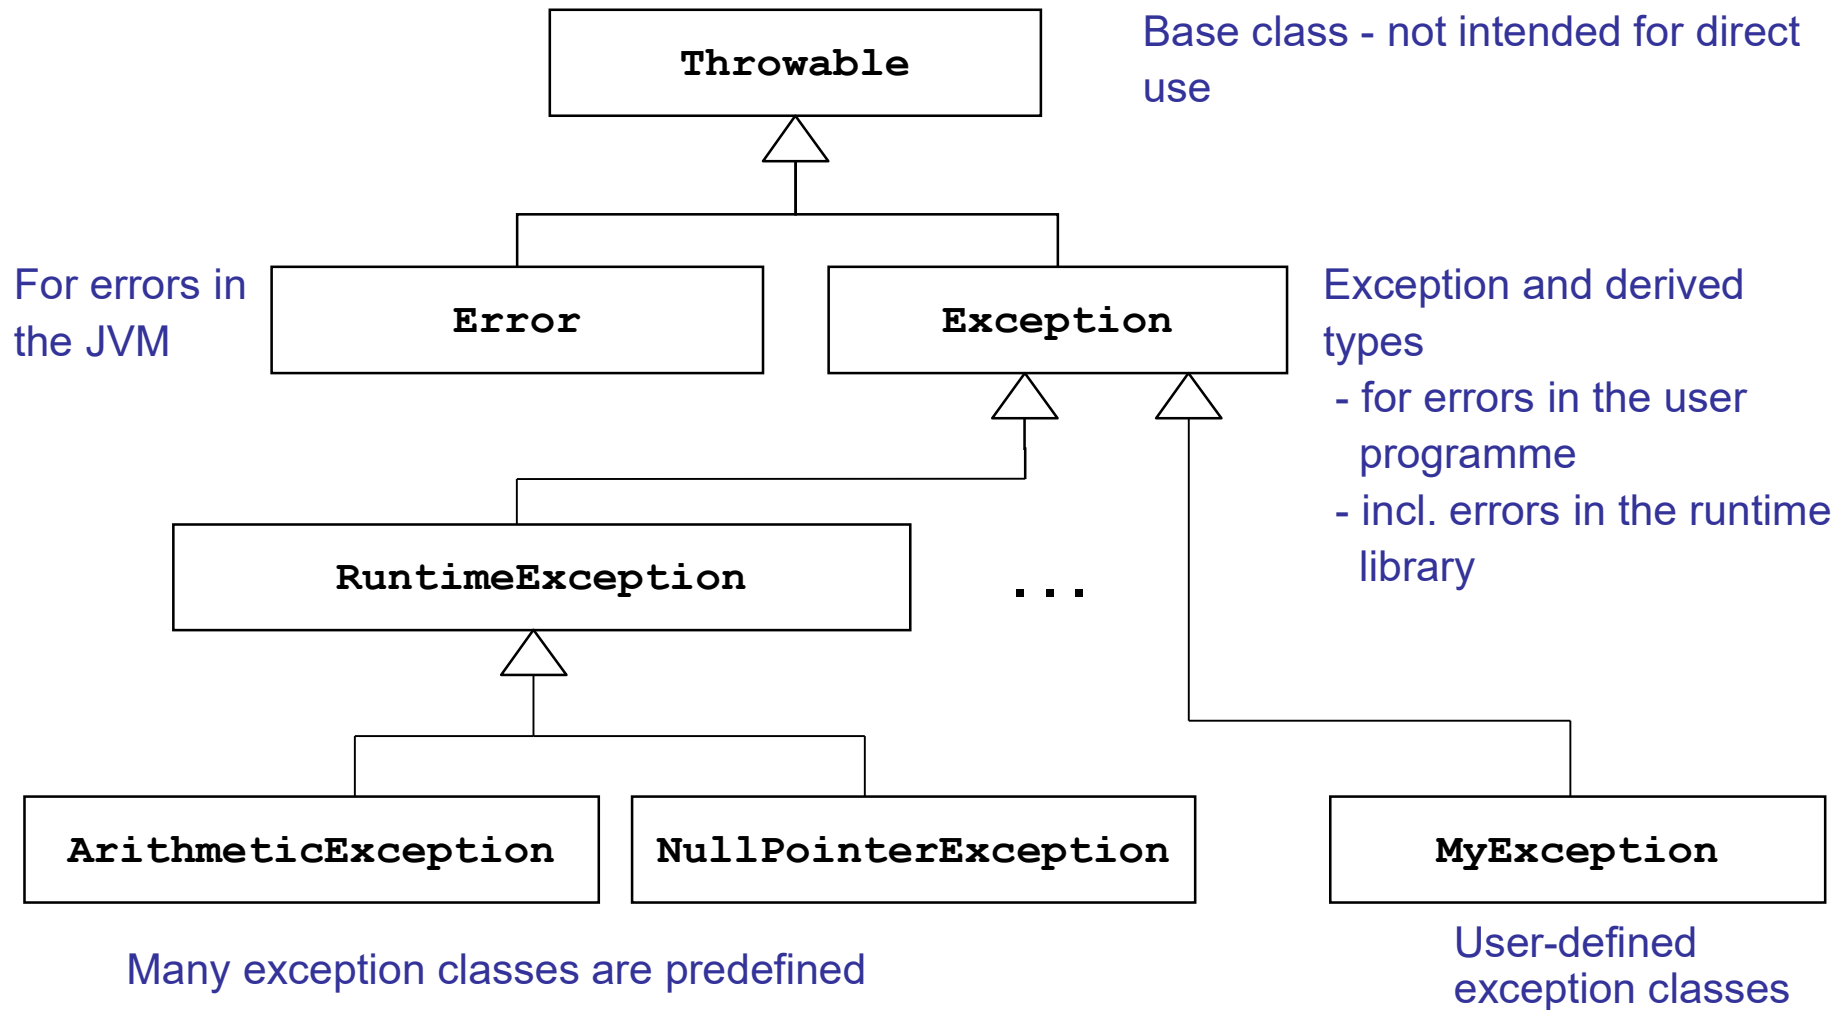 Throwable
Base class - not intended for direct
use
For errors in
the JVM
Error
Exception
Exception and derived
types
- for errors in the user
programme
- incl. errors in the runtime
library
RuntimeException
...
ArithmeticException
NullPointerException
MyException
Many exception classes are predefined
User-defined
exception classes